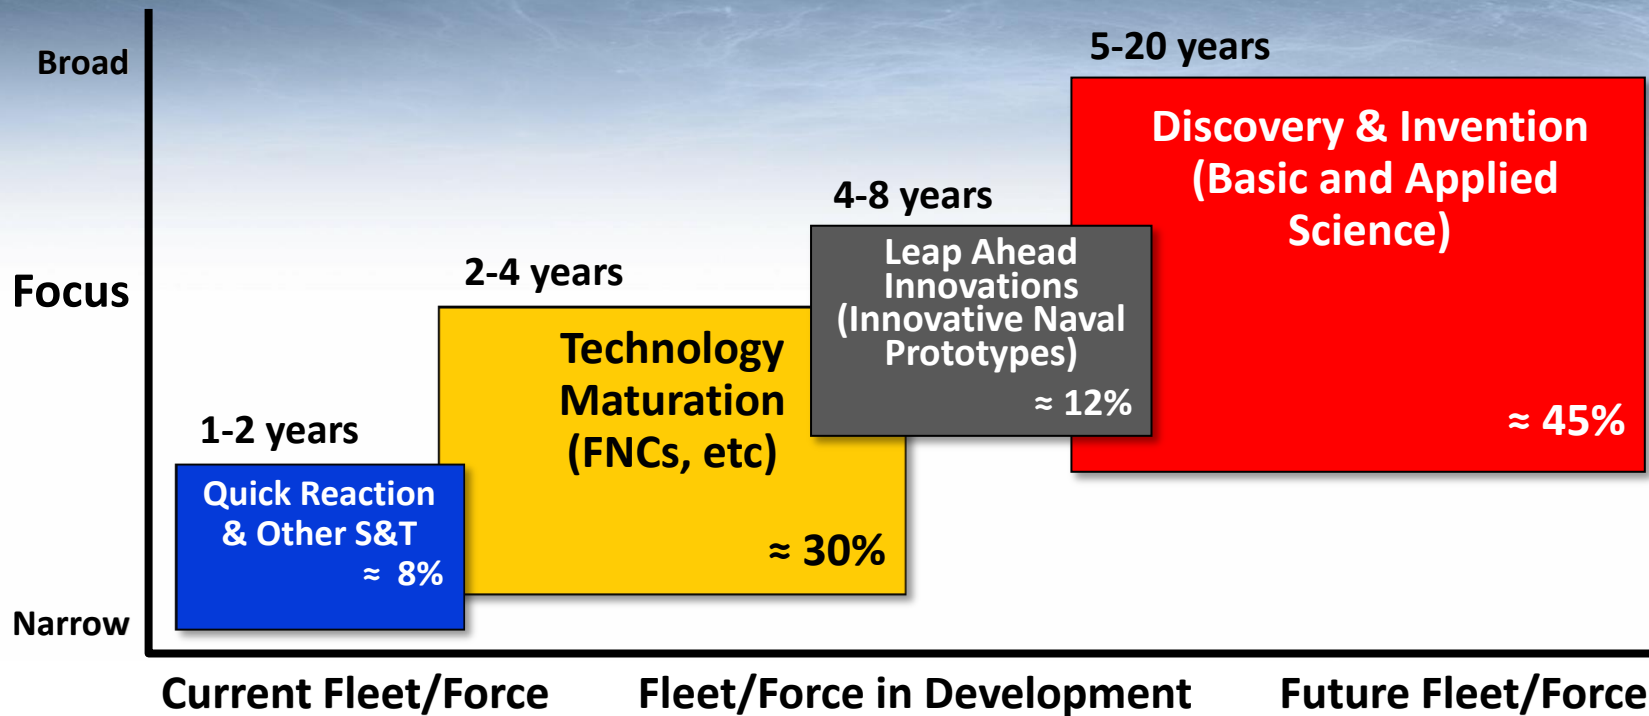 5-20 years
Broad
Discovery & Invention
(Basic and Applied
Science)
≈ 45%
4-8 years
Leap Ahead
Innovations
(Innovative Naval
Prototypes)
≈ 12%
2-4 years
Focus
Technology
Maturation
(FNCs, etc)
≈ 30%
1-2 years
Quick Reaction
& Other S&T
≈ 8%
Narrow
Current Fleet/Force
Fleet/Force in Development
Future Fleet/Force